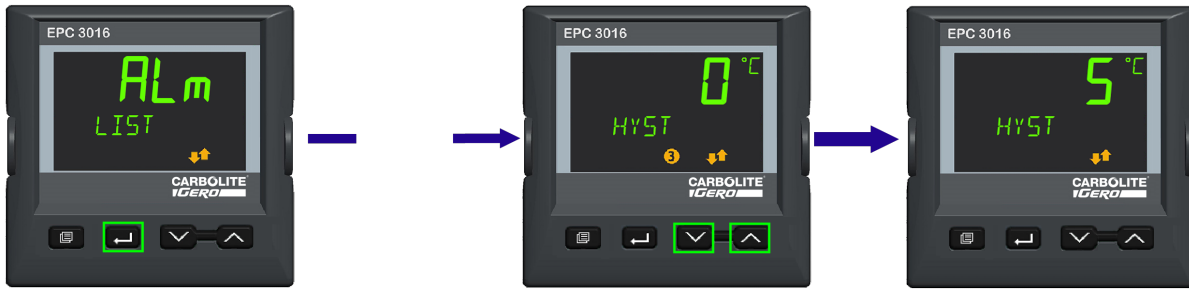 EPC 3016
ALm
LIST
CARBOLITE
GERO
EPC 3016
0 °C
HYST
3
CARBOLITE
GERO
EPC 3016
5 °C
HYST
CARBOLITE
GERO